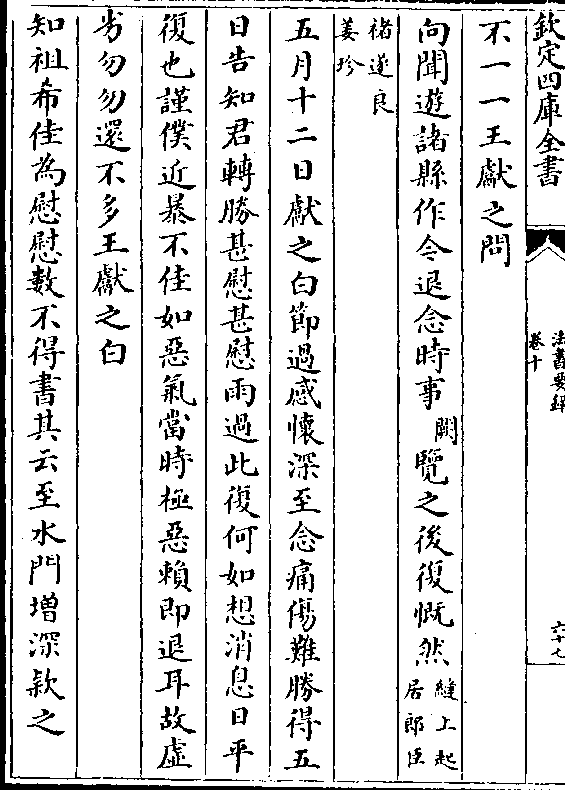 欽定四庫全書
法書要錄
卷十
六十七
不一一王獻之問
向聞遊諸縣作令退念時事闕覽之後復慨然縫上起居郎臣
褚遂良
姜珍
五月十二日獻之白節過感懷深至念痛傷難勝得五
日告知君轉勝甚慰甚慰雨過此復何如想消息日平
復也謹僕近暴不佳如惡氣當時極惡賴即退耳故虛
劣勿勿還不多王獻之白
知祖希佳為慰慰數不得書其云至水門增深款之